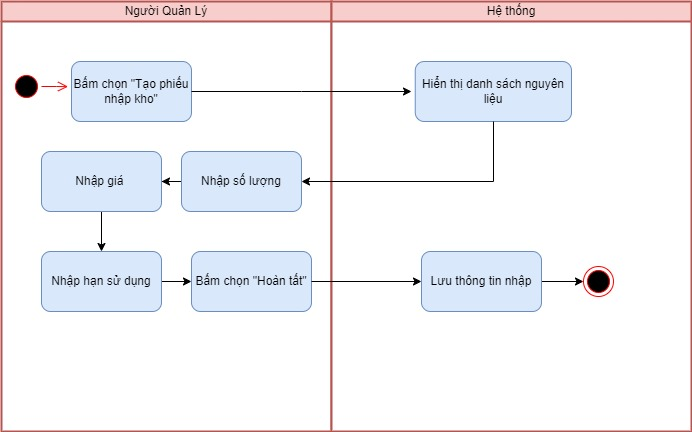 Người Quản Lý
Hệ thống
Bấm chọn "Tạo phiếu
nhập kho"
Hiển thị danh sách nguyên
liệu
Nhập giá
Nhập số lượng
Nhập hạn sử dụng
Bấm chọn "Hoàn tất"
Lưu thông tin nhập